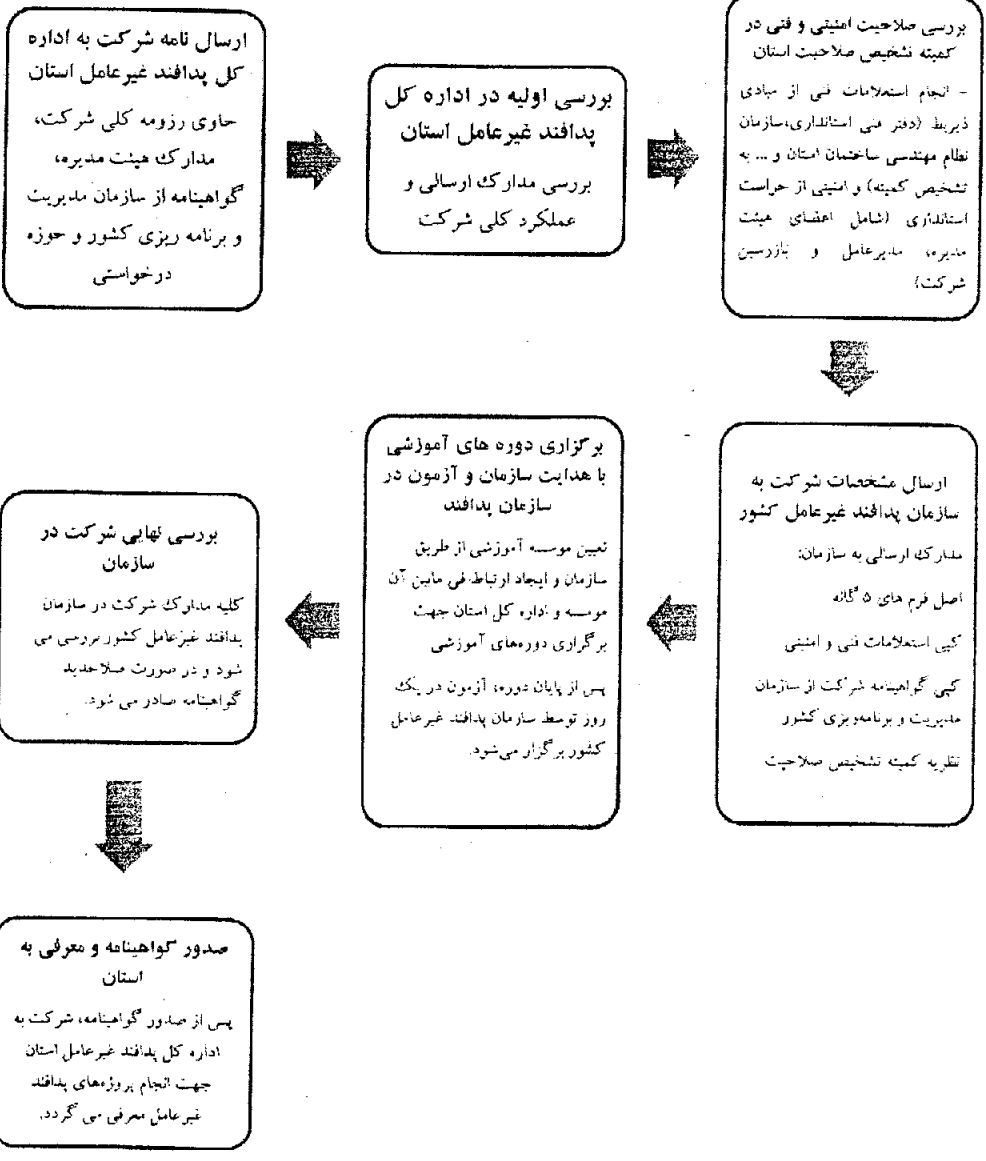 ارسال نامه شرکت به اداره
کل پدافند غیرعامل استان
حاوی رزومه کلی شرکت،
مدارک هیئت مدیره،
گواهینامه از سازمان مدیریت
و برنامه ریزی کشور و حوزه
درخواستی
بررسی اولیه در اداره کل
پدافند غیرعامل استان
بررسی مدارک ارسالی و
عملکرد کلی شرکت
بررسی صلاحیت امنیتی و فنی در
کمیته تشخیص صلاحیت استان
- انجام استعلامات فنی از مبادی
ذیربط (دفتر فنی استانداری،سازمان
نظام مهندسی ساختمان استان و ... به
تشخیص کمیته) و امنیتی از حراست
استانداری (شامل اعضای هیئت
مدیره، مدیرعامل و بازرسین
شرکت)
ارسال مشخصات شرکت به
سازمان پدافند غیرعامل کشور
مدارک ارسالی به سازمان:
اصل فرم های ۵ گانه
کپی استعلامات فنی و امنیتی
کپی گواهینامه شرکت از سازمان
مدیریت و برنامه‌ریزی کشور
نظریه کمیته تشخیص صلاحیت
برگزاری دوره های آموزشی
با هدایت سازمان و آزمون در
سازمان پدافند
تعیین موسسه آموزشی از طریق
سازمان و ایجاد ارتباط فی مابین آن
موسسه و اداره کل استان جهت
برگزاری دوره‌های آموزشی
پس از پایان دوره، آزمون در یک
روز توسط سازمان پدافند غیرعامل
کشور برگزار می‌شود.
بررسی نهایی شرکت در
سازمان
کلیه مدارک شرکت در سازمان
پدافند غیرعامل کشور بررسی می
شود و در صورت صلاحدید
گواهینامه صادر می شود.
صدور گواهینامه و معرفی به
استان
پس از صدور گواهینامه، شرکت به
اداره کل پدافند غیرعامل استان
جهت انجام پروژه‌های پدافند
غیرعامل معرفی می گردد.